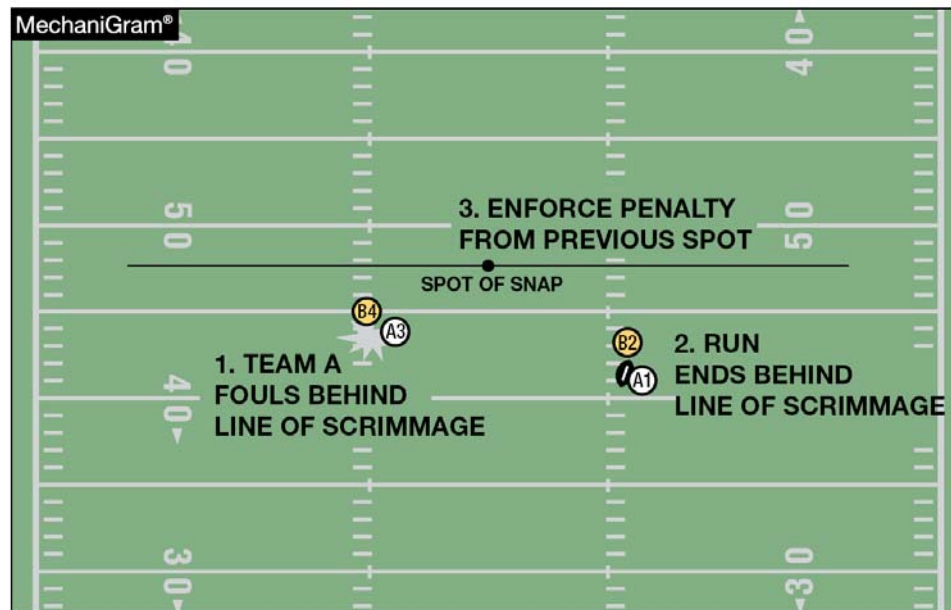 MechaniGram®
40
40
3. ENFORCE PENALTY
FROM PREVIOUS SPOT
50
50
SPOT OF SNAP
B4
A3
B2
A1
1. TEAM A
FOULS BEHIND
LINE OF SCRIMMAGE
2. RUN
ENDS BEHIND
LINE OF SCRIMMAGE
40
30
30